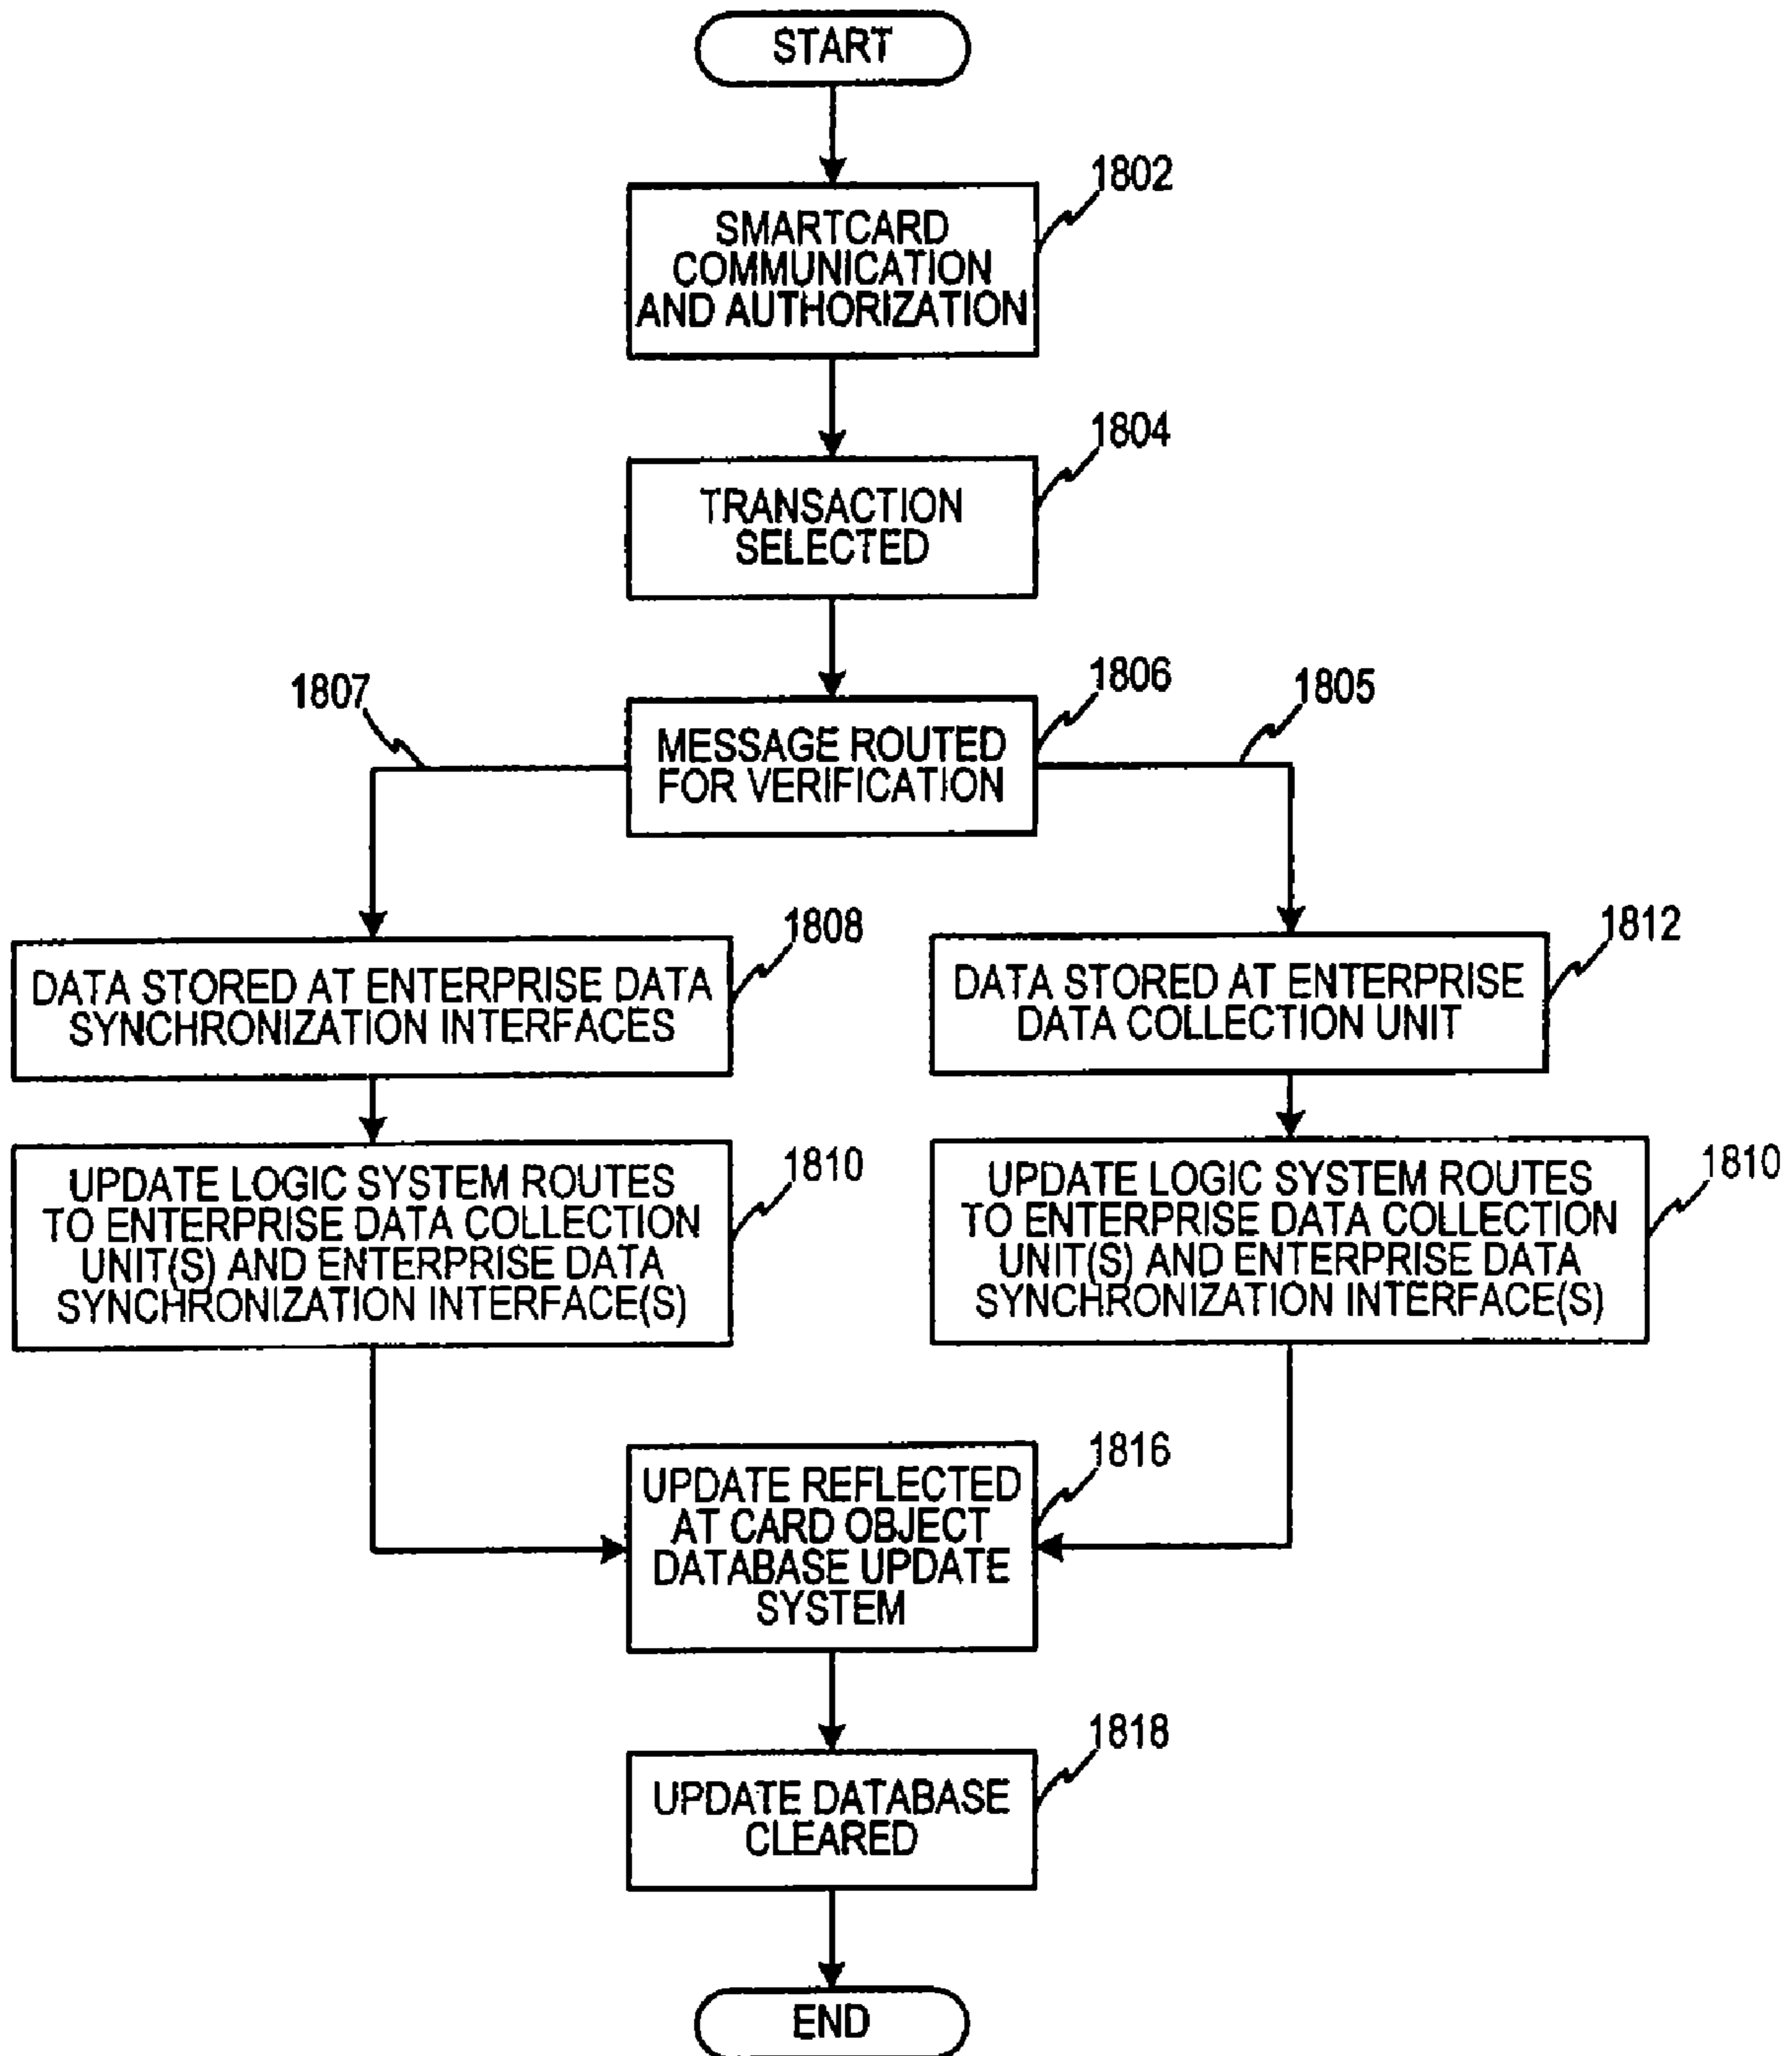 START
1802
SMARTCARD
COMMUNICATION
AND AUTHORIZATION
1804
TRANSACTION
SELECTED
1807
1806
1805
MESSAGE ROUTED
FOR VERIFICATION
1808
DATA STORED AT ENTERPRISE DATA
SYNCHRONIZATION INTERFACES
1812
DATA STORED AT ENTERPRISE
DATA COLLECTION UNIT
1810
UPDATE LOGIC SYSTEM ROUTES
TO ENTERPRISE DATA COLLECTION
UNIT(S) AND ENTERPRISE DATA
SYNCHRONIZATION INTERFACE(S)
1810
UPDATE LOGIC SYSTEM ROUTES
TO ENTERPRISE DATA COLLECTION
UNIT(S) AND ENTERPRISE DATA
SYNCHRONIZATION INTERFACE(S)
1816
UPDATE REFLECTED
AT CARD OBJECT
DATABASE UPDATE
SYSTEM
1818
UPDATE DATABASE
CLEARED
END